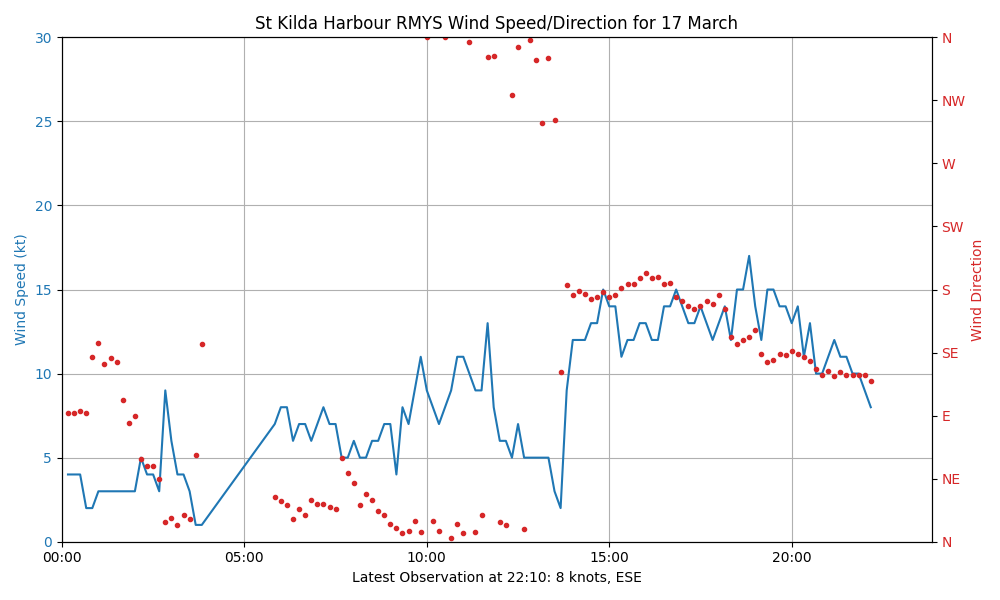 St Kilda Harbour RMYS Wind Speed/Direction for 17 March
Wind Speed (kt)
30
25
20
15
10
5
0
00:00
05:00
10:00
15:00
20:00
N
NW
W
SW
S
SE
E
NE
N
Wind Direction
Latest Observation at 22:10: 8 knots, ESE